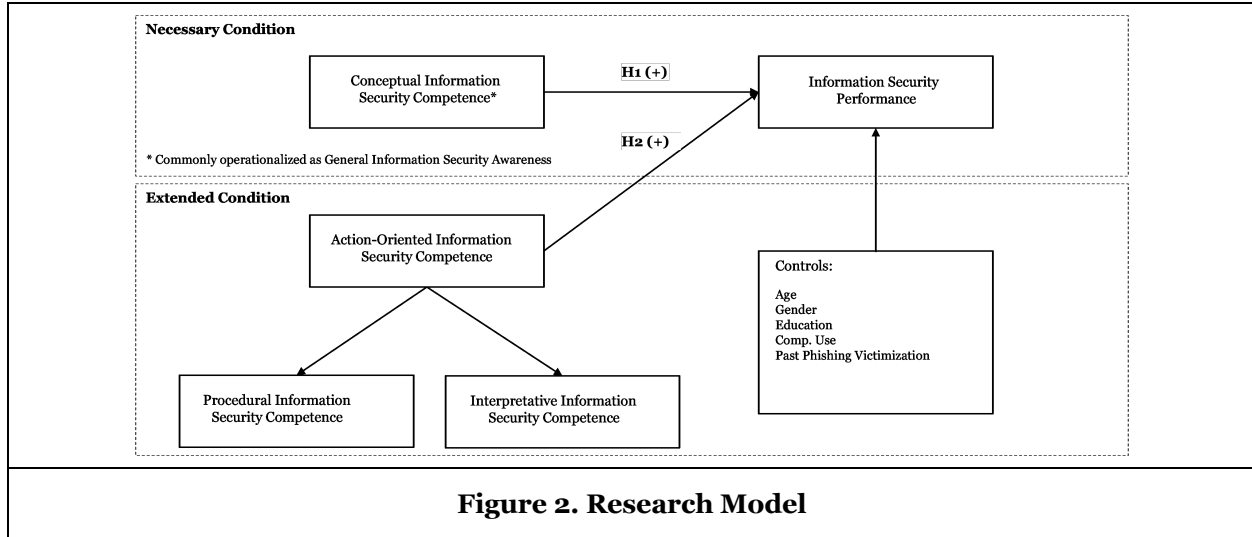 Necessary Condition
Conceptual Information
Security Competence*
H1 (+)
Information Security
Performance
H2 (+)
* Commonly operationalized as General Information Security Awareness
Extended Condition
Action-Oriented Information
Security Competence
Controls:
Age
Gender
Education
Comp. Use
Past Phishing Victimization
Procedural Information
Security Competence
Interpretative Information
Security Competence
Figure 2. Research Model